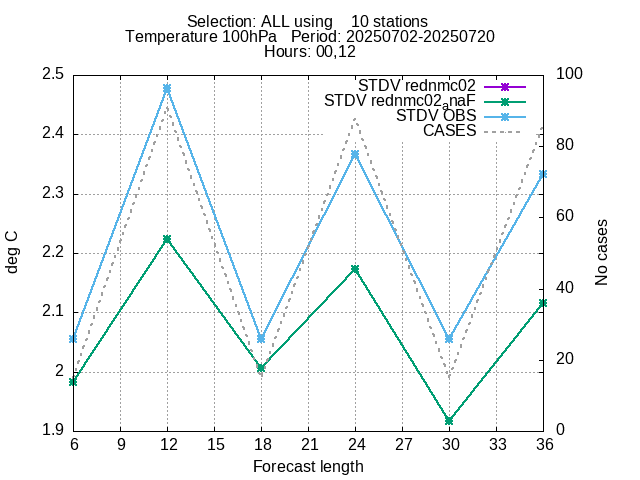 Selection: ALL using    10 stations
Temperature 100hPa   Period: 20250702-20250720
Hours: 00,12
STDV rednmc02
STDV rednmc02anaF
STDV OBS
CASES
2.5
2.4
2.3
2.2
2.1
2
1.9
deg C
100
80
60
40
20
0
No cases
6 9 12 15 18 21 24 27 30 33 36
Forecast length